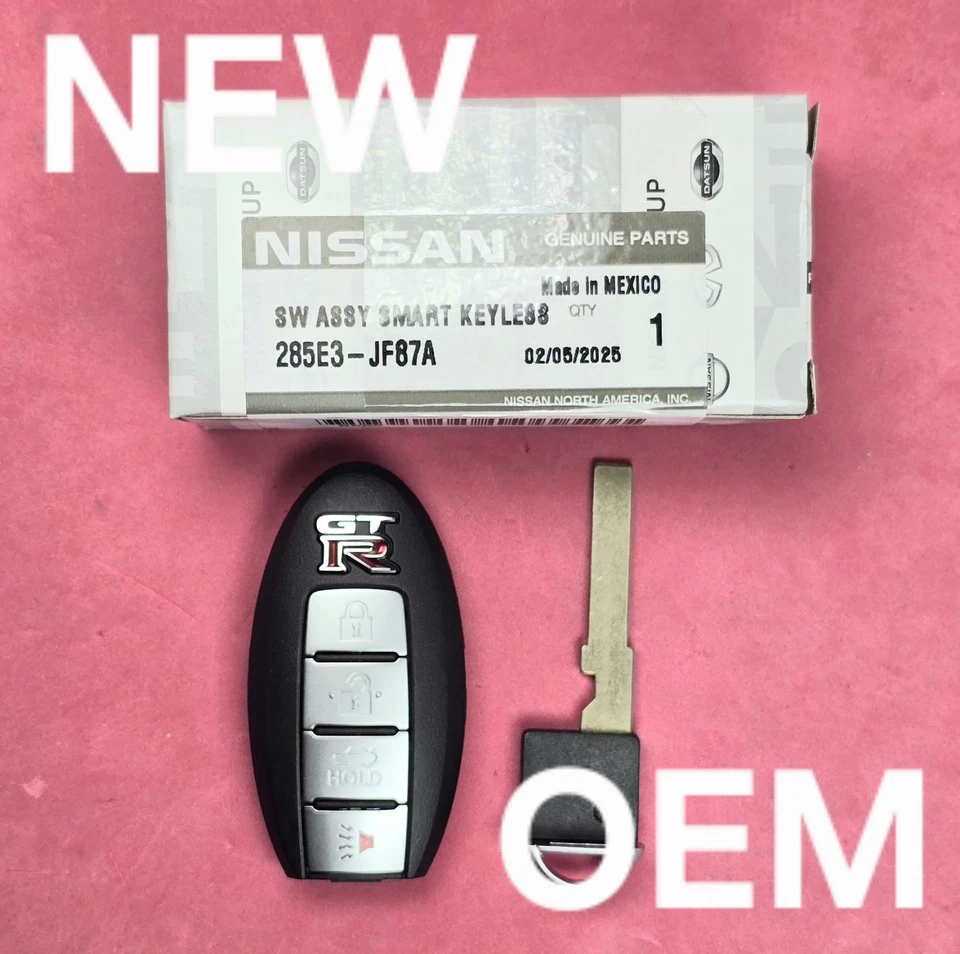 NEW
DATSUN
DATSUN
UP
UP
NISSAN GENUINE PARTS
Made in MEXICO
SW ASSY SMART KEYLESS QTY
1
285E3-JF87A 02/05/2025
NISSAN
NISSAN NORTH AMERICA, INC.
GT
R
HOLD
OEM